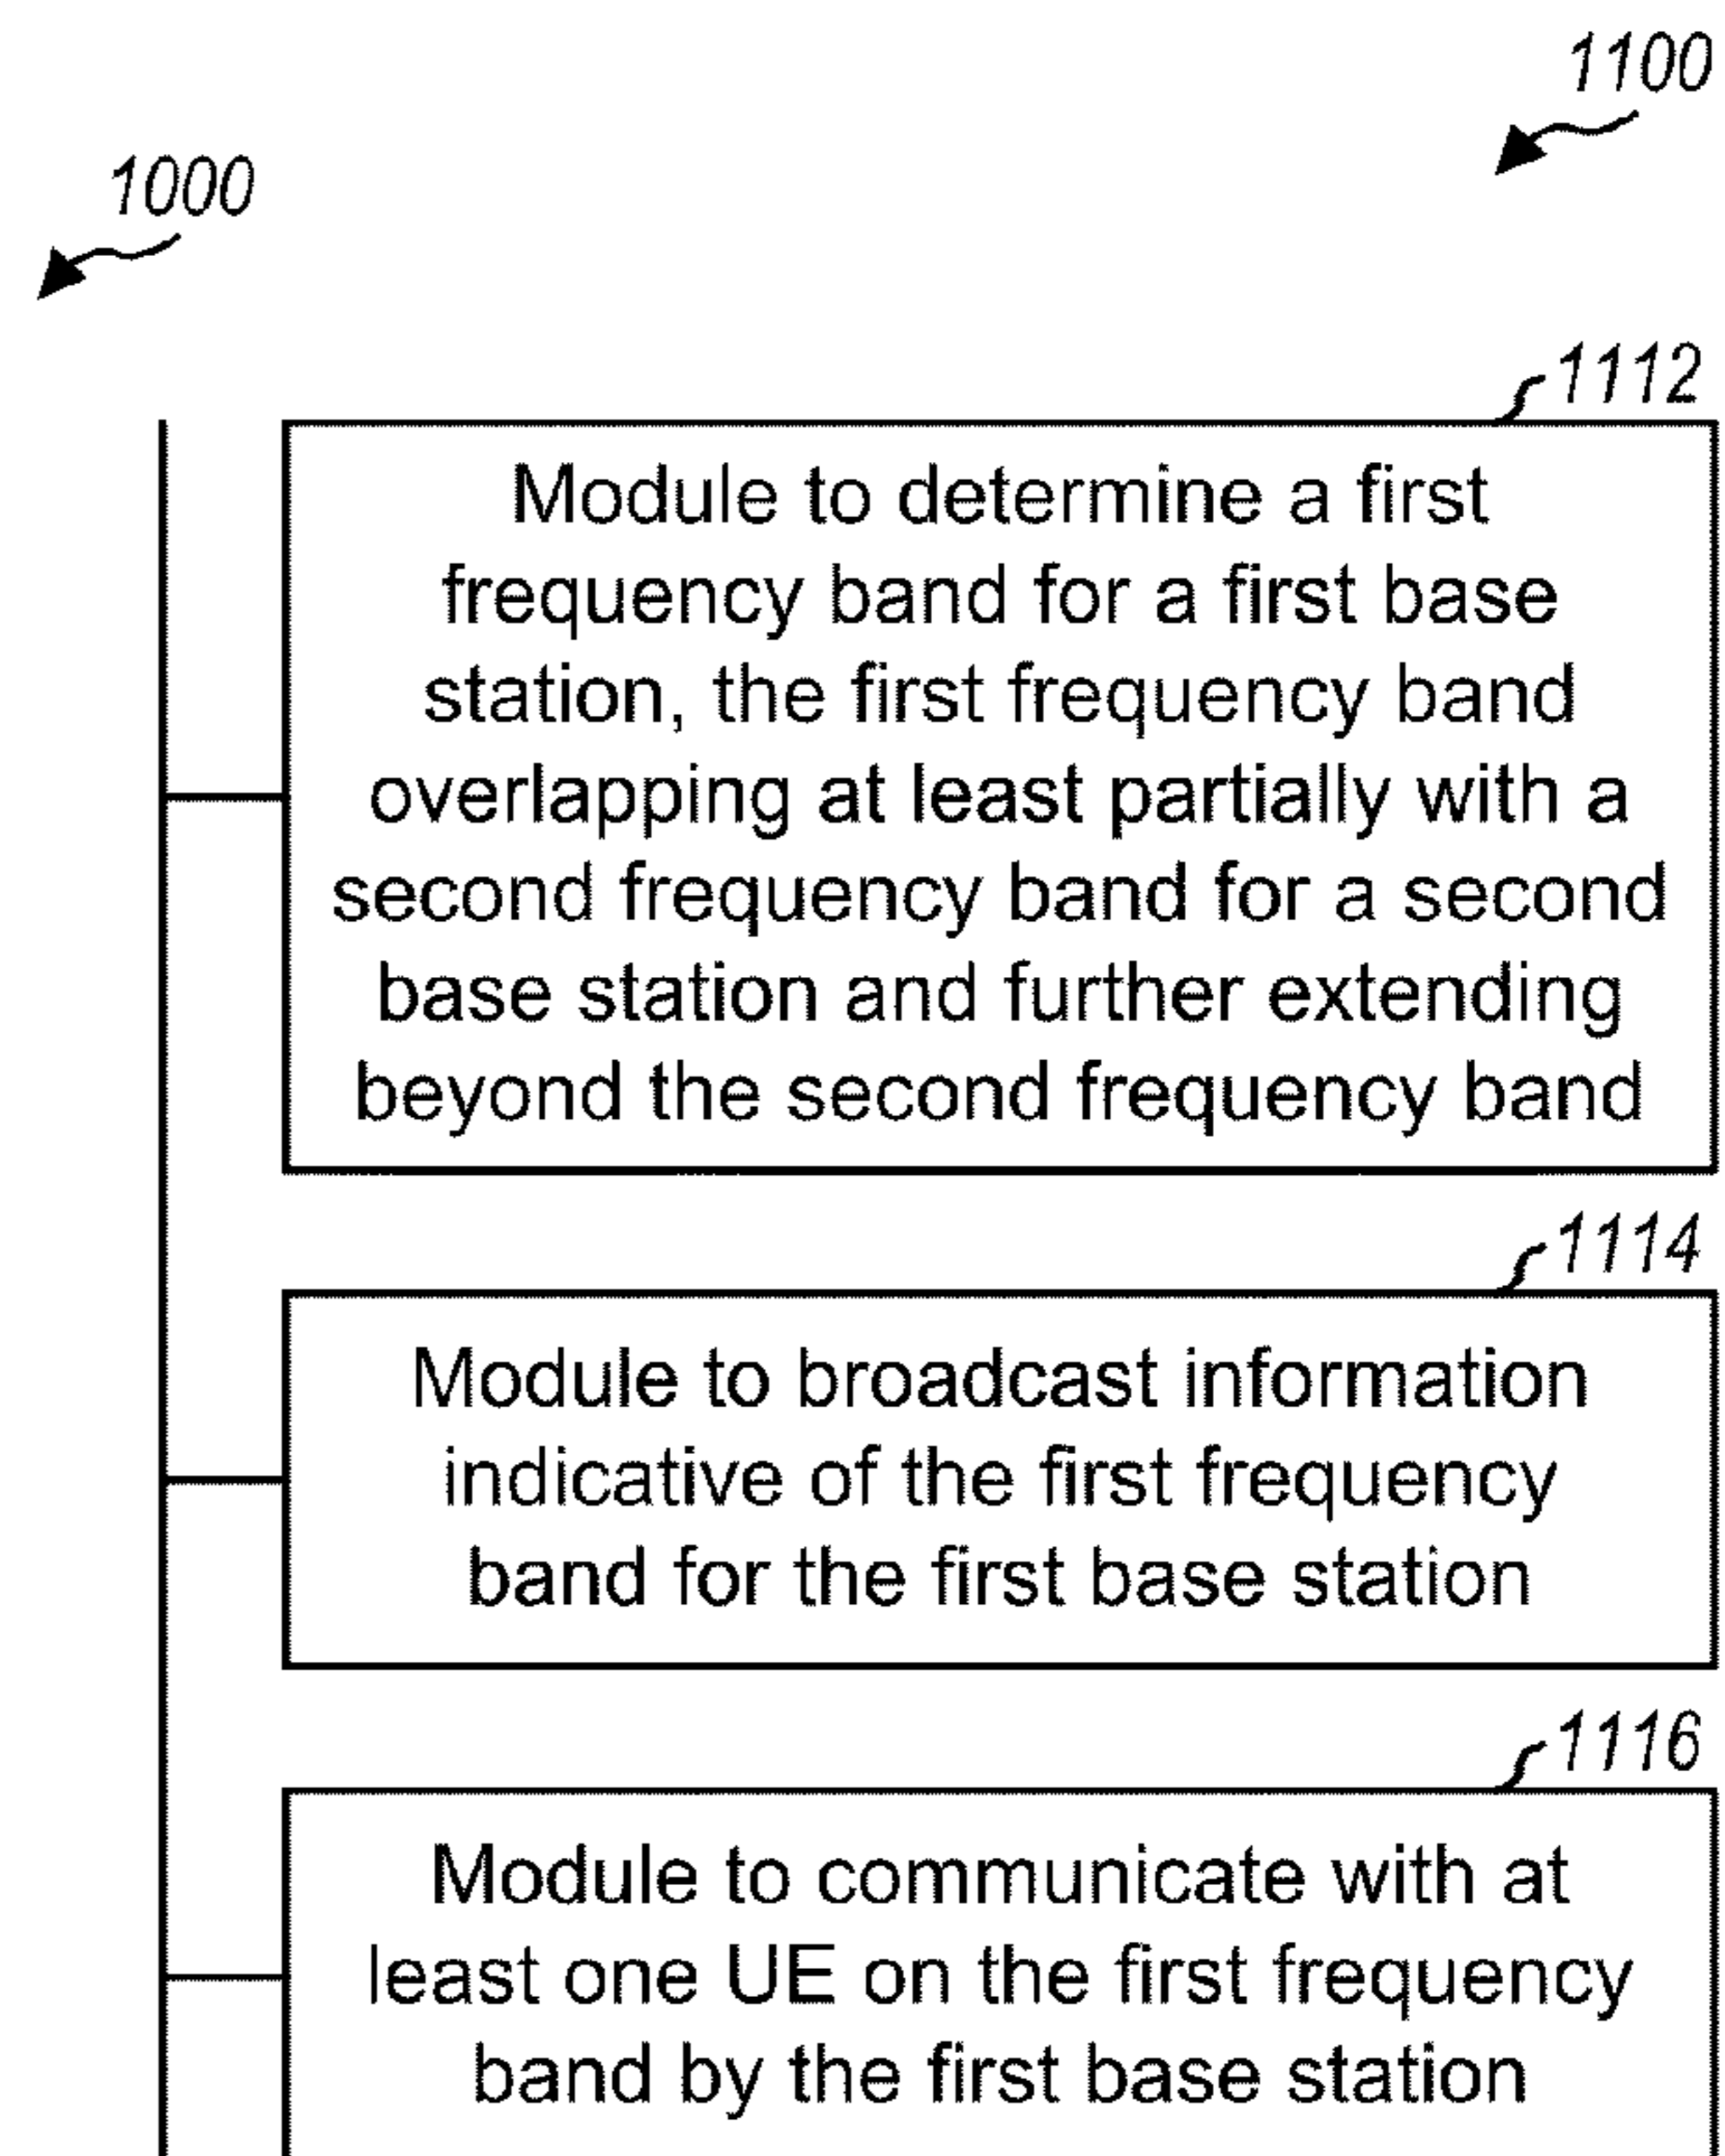 1100
1000
1112
Module to determine a first
frequency band for a first base
station, the first frequency band
overlapping at least partially with a
second frequency band for a second
base station and further extending
beyond the second frequency band
1114
Module to broadcast information
indicative of the first frequency
band for the first base station
1116
Module to communicate with at
least one UE on the first frequency
band by the first base station